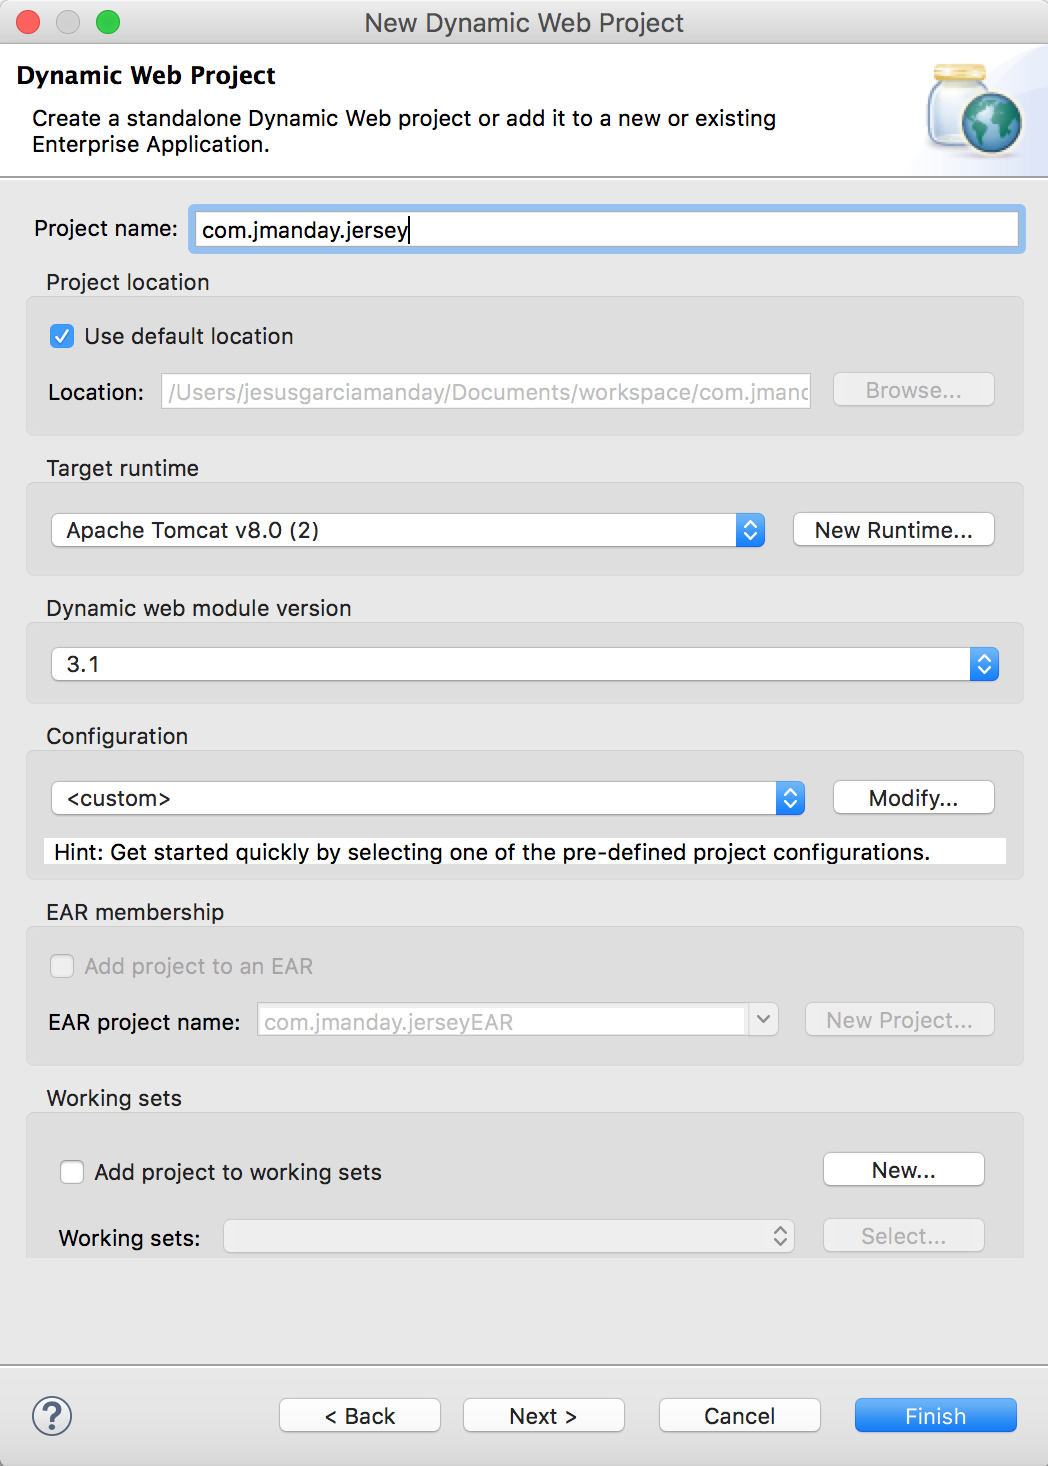 New Dynamic Web Project
Dynamic Web Project
Create a standalone Dynamic Web project or add it to a new or existing
Enterprise Application.
Project name: com.jmanday.jersey
Project location
Use default location
Location: /Users/jesusgarciamanday/Documents/workspace/com.jmand Browse...
Target runtime
Apache Tomcat v8.0 (2) New Runtime...
Dynamic web module version
3.1
Configuration
<custom> Modify...
Hint: Get started quickly by selecting one of the pre-defined project configurations.
EAR membership
Add project to an EAR
EAR project name: com.jmanday.jerseyEAR New Project...
Working sets
Add project to working sets New...
Working sets: Select...
? < Back Next > Cancel Finish